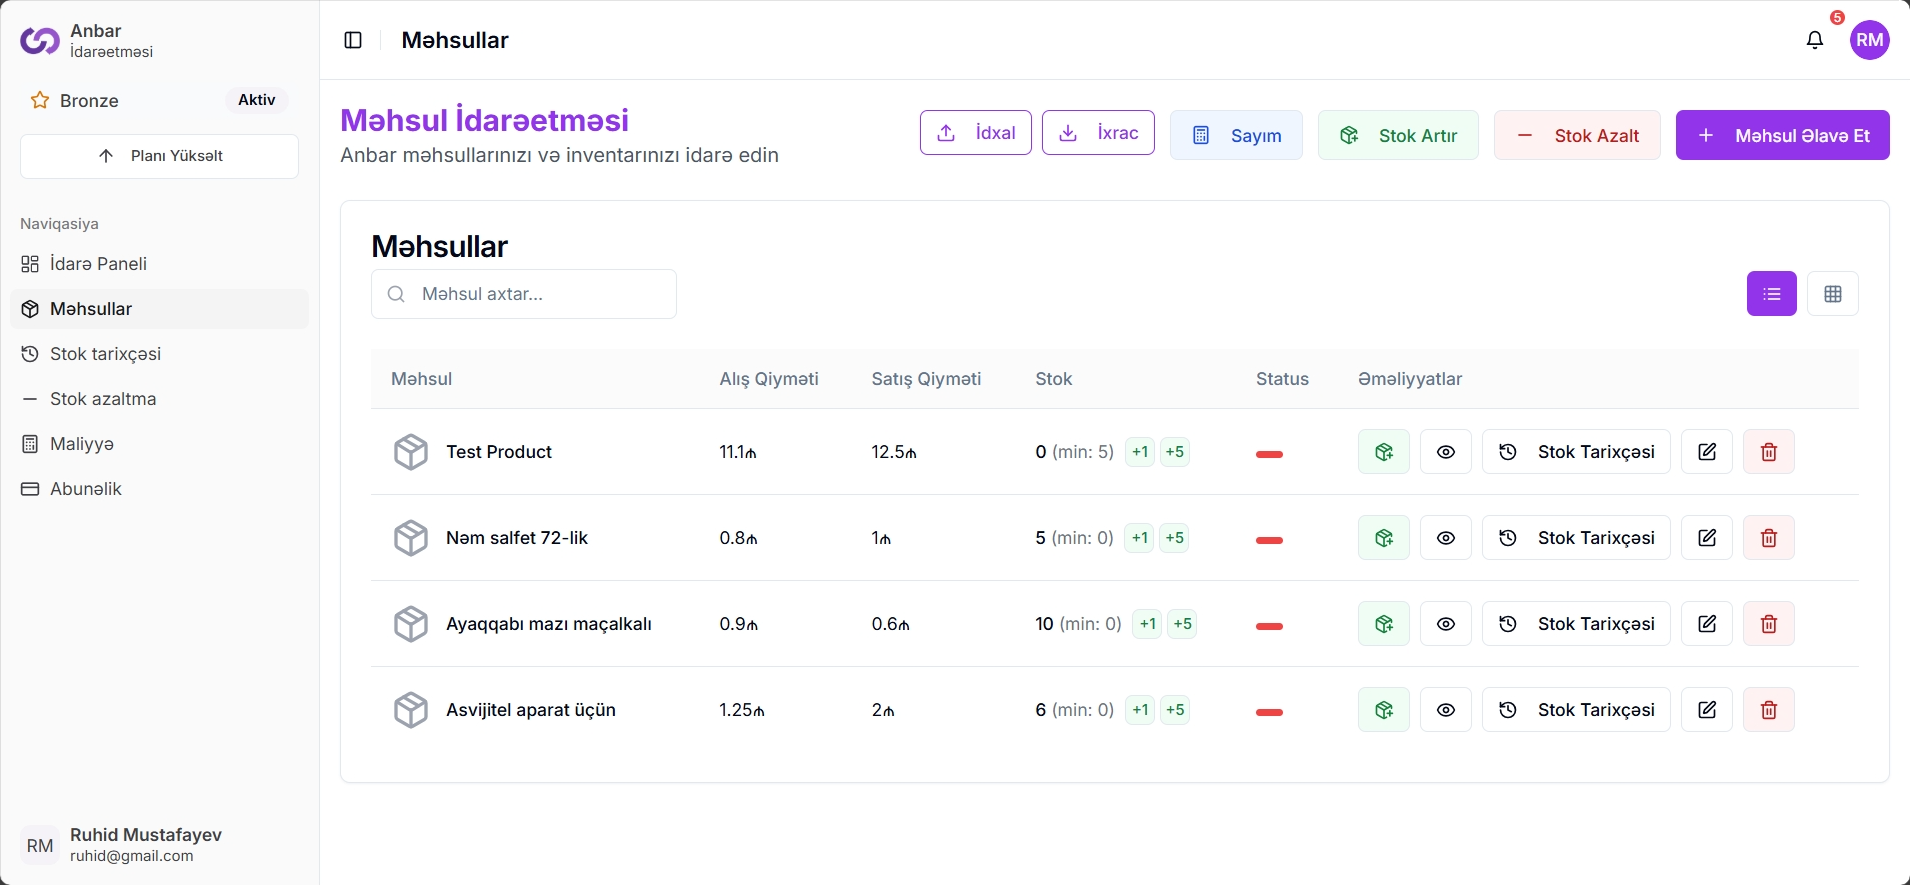 Anbar
İdarəetməsi
Bronze
Aktiv
Planı Yüksəlt
Naviqasiya
İdarə Paneli
Məhsullar
Stok tarixçəsi
Stok azaltma
Maliyyə
Abunəlik
RM
Ruhid Mustafayev
ruhid@gmail.com
Məhsullar
5
RM
Məhsul İdarəetməsi
Anbar məhsullarınızı və inventarınızı idarə edin
İdxal
İxrac
Sayım
Stok Artır
Stok Azalt
Məhsul Əlavə Et
Məhsullar
Məhsul axtar...
Məhsul Alış Qiyməti Satış Qiyməti Stok Status Əməliyyatlar
Test Product 11.1₼ 12.5₼ 0 (min: 5) +1 +5 Stok Tarixçəsi
Nəm salfet 72-lik 0.8₼ 1₼ 5 (min: 0) +1 +5 Stok Tarixçəsi
Ayaqqabı mazı maçalkalı 0.9₼ 0.6₼ 10 (min: 0) +1 +5 Stok Tarixçəsi
Asvijitel aparat üçün 1.25₼ 2₼ 6 (min: 0) +1 +5 Stok Tarixçəsi